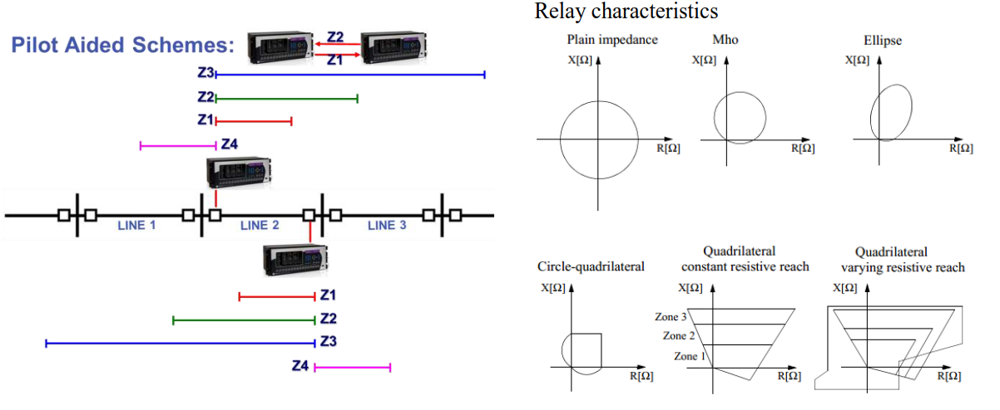 Pilot Aided Schemes:
Z2
Z1
Z3
Z2
Z1
Z4
LINE 1
LINE 2
LINE 3
Z1
Z2
Z3
Z4
Relay characteristics
Plain impedance
Mho
Ellipse
X[Ω]
X[Ω]
X[Ω]
R[Ω]
R[Ω]
R[Ω]
Circle-quadrilateral
Quadrilateral
constant resistive reach
Quadrilateral
varying resistive reach
X[Ω]
X[Ω]
X[Ω]
Zone 3
Zone 2
Zone 1
R[Ω]
R[Ω]
R[Ω]